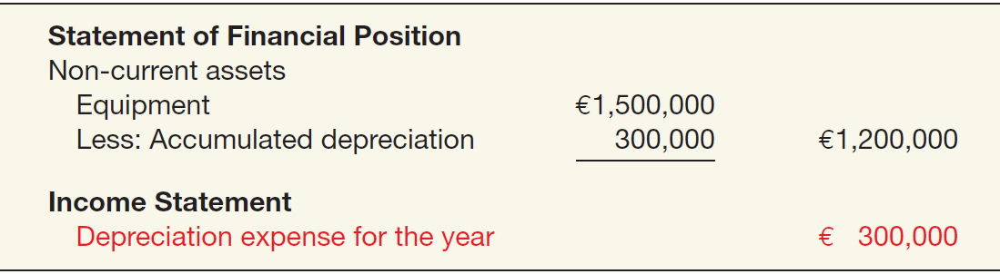 Statement of Financial Position
Non-current assets
Equipment €1,500,000
Less: Accumulated depreciation 300,000 €1,200,000
Income Statement
Depreciation expense for the year € 300,000